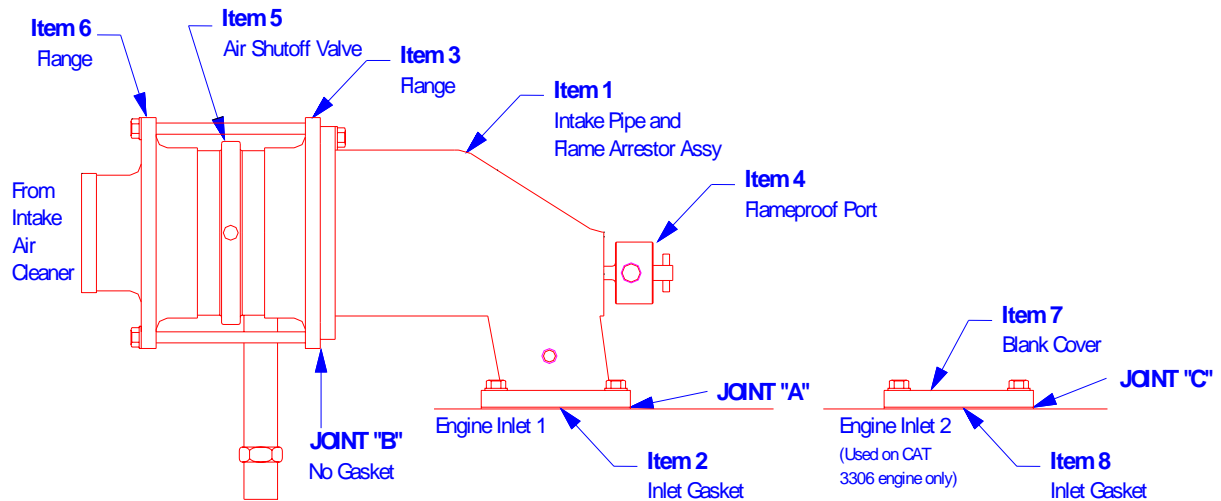 Item 6
Flange
Item 5
Air Shutoff Valve
Item 3
Flange
Item 1
Intake Pipe and
Flame Arrestor Assy
Item 4
Flameproof Port
From
Intake
Air
Cleaner
Item 7
Blank Cover
JOINT "A"
JOINT "C"
Engine Inlet 1
Engine Inlet 2
(Used on CAT
3306 engine only)
JOINT "B"
No Gasket
Item 2
Inlet Gasket
Item 8
Inlet Gasket